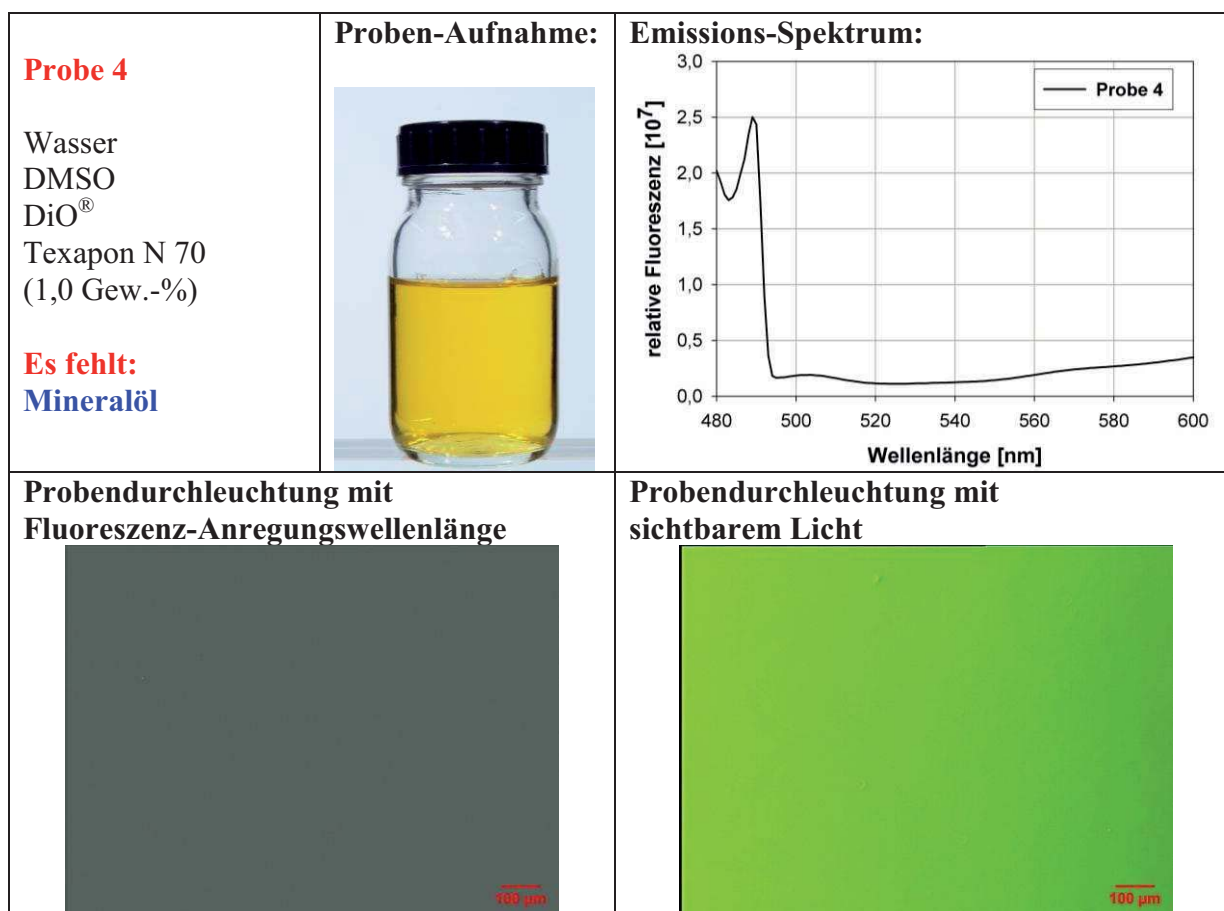 Probe 4
Wasser
DMSO
DiO®
Texapon N 70
(1,0 Gew.-%)
Es fehlt:
Mineralöl
Proben-Aufnahme:
Emissions-Spektrum:
relative Fluoreszenz [10⁷]
3,0
2,5
2,0
1,5
1,0
0,5
0,0
Probe 4
480 500 520 540 560 580 600
Wellenlänge [nm]
Probendurchleuchtung mit
Fluoreszenz-Anregungswellenlänge
100 µm
Probendurchleuchtung mit
sichtbarem Licht
100 µm